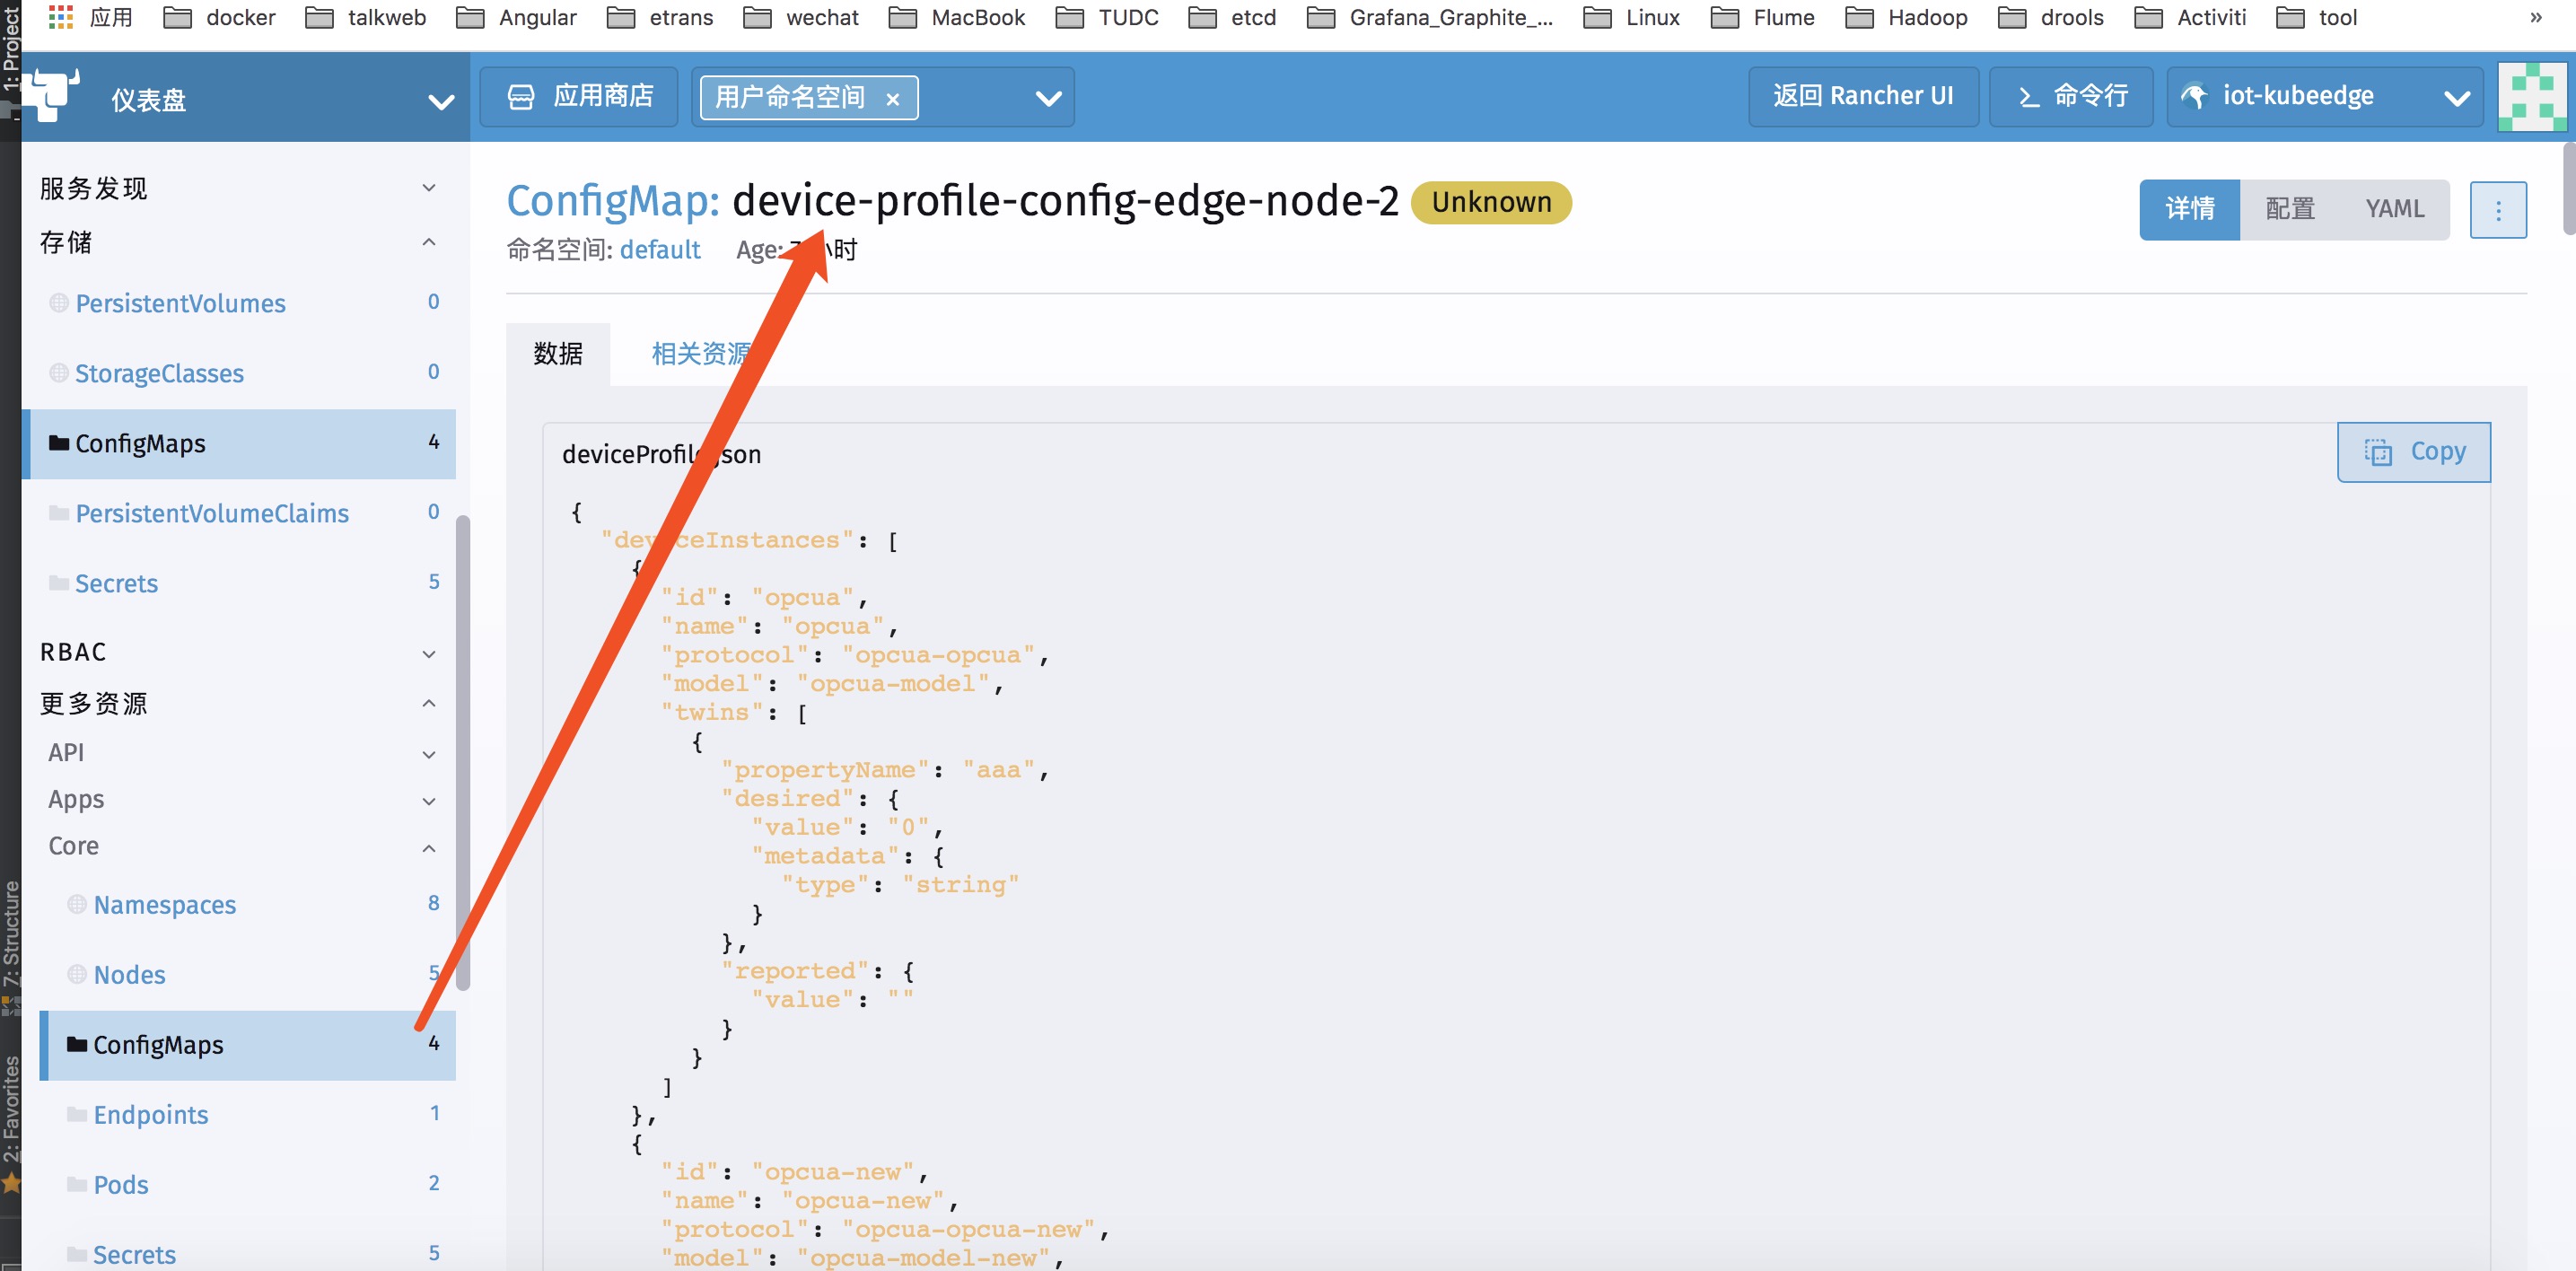 应用 docker talkweb Angular etrans wechat MacBook TUDC etcd Grafana_Graphite_... Linux Flume Hadoop drools Activiti tool »
1: Project
仪表盘 应用商店 用户命名空间 × 返回 Rancher UI 命令行 iot-kubeedge
服务发现
存储
PersistentVolumes 0
StorageClasses 0
ConfigMaps 4
PersistentVolumeClaims 0
Secrets 5
RBAC
更多资源
API
Apps
Core
Namespaces 8
Nodes 5
ConfigMaps 4
Endpoints 1
Pods 2
Secrets 5
7: Structure
2: Favorites
ConfigMap: device-profile-config-edge-node-2 Unknown
详情 配置 YAML
命名空间: default Age: 小时
数据 相关资源
deviceProfile.json
Copy
{
"deviceInstances": [
{
"id": "opcua",
"name": "opcua",
"protocol": "opcua-opcua",
"model": "opcua-model",
"twins": [
{
"propertyName": "aaa",
"desired": {
"value": "0",
"metadata": {
"type": "string"
}
},
"reported": {
"value": ""
}
}
]
},
{
"id": "opcua-new",
"name": "opcua-new",
"protocol": "opcua-opcua-new",
"model": "opcua-model-new",